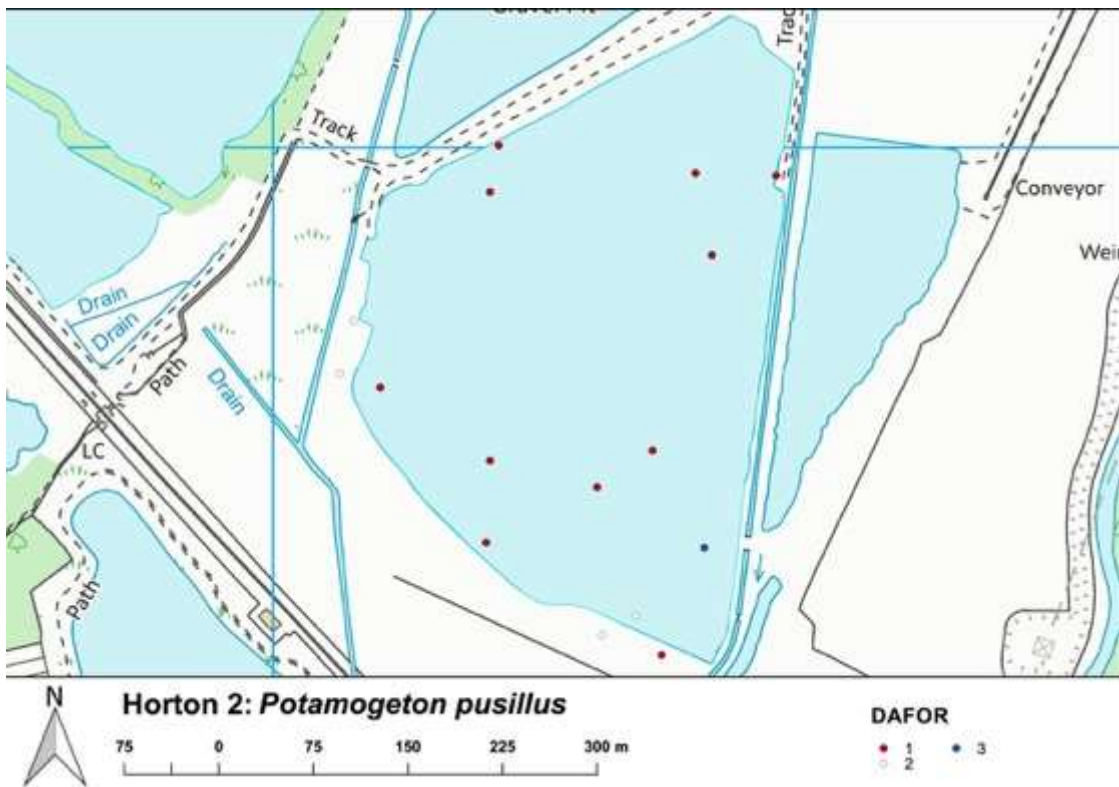 Track
Track
Conveyor
Weir
Drain
Drain
Path
Drain
LC
Path
N
Horton 2: Potamogeton pusillus
75 0 75 150 225 300 m
DAFOR
1 3
2